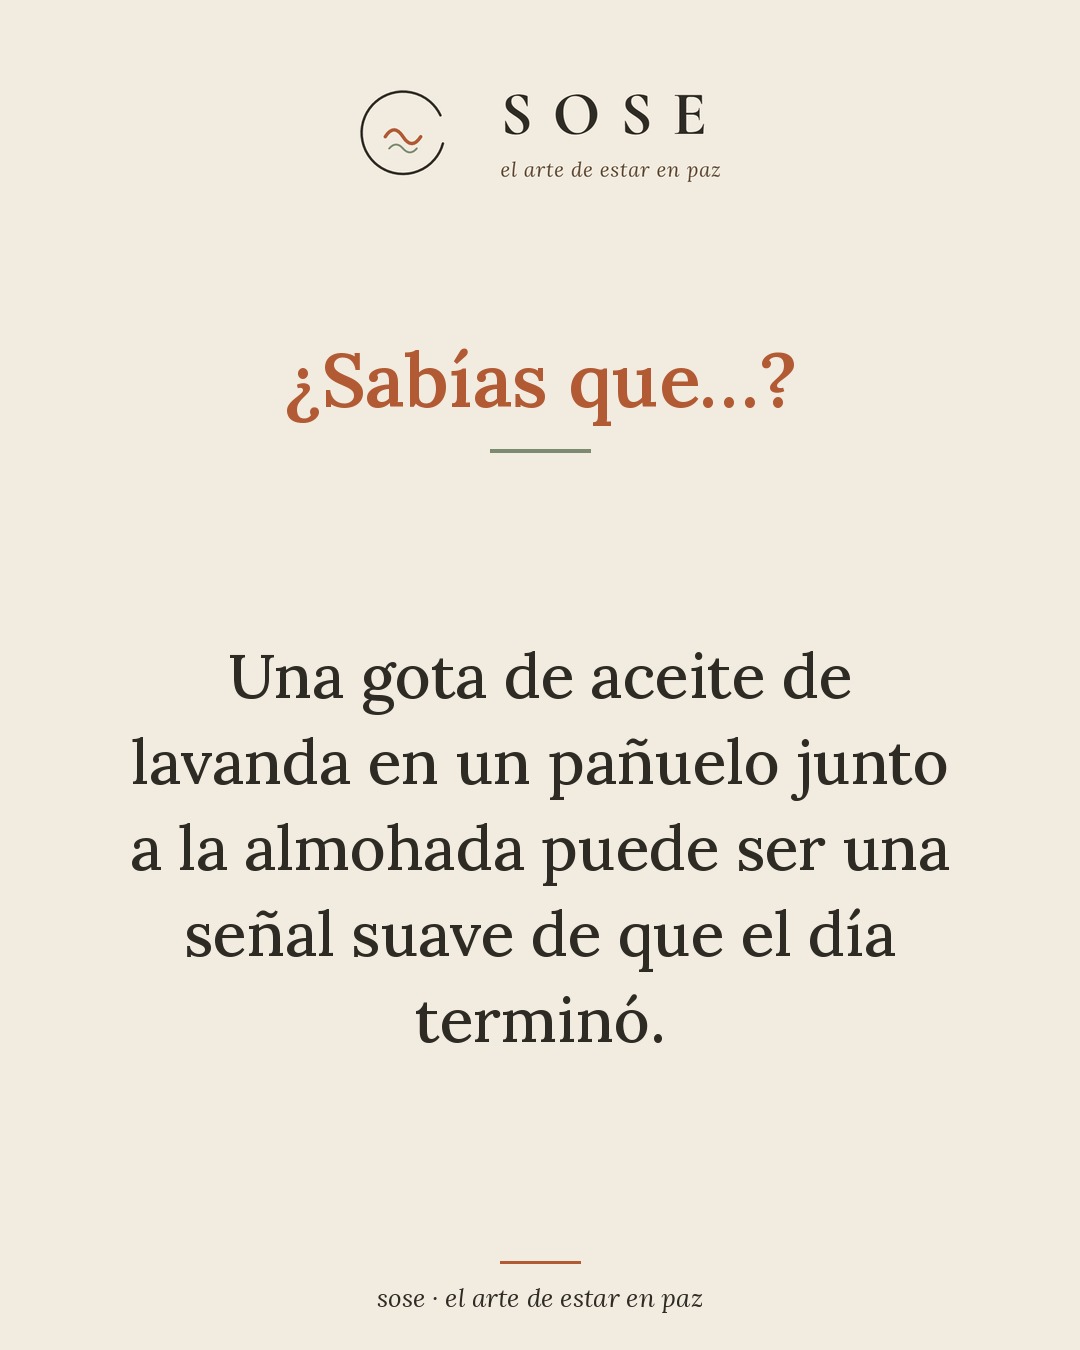 SOSE
el arte de estar en paz
¿Sabías que...?
Una gota de aceite de
lavanda en un pañuelo junto
a la almohada puede ser una
señal suave de que el día
terminó.
sose · el arte de estar en paz